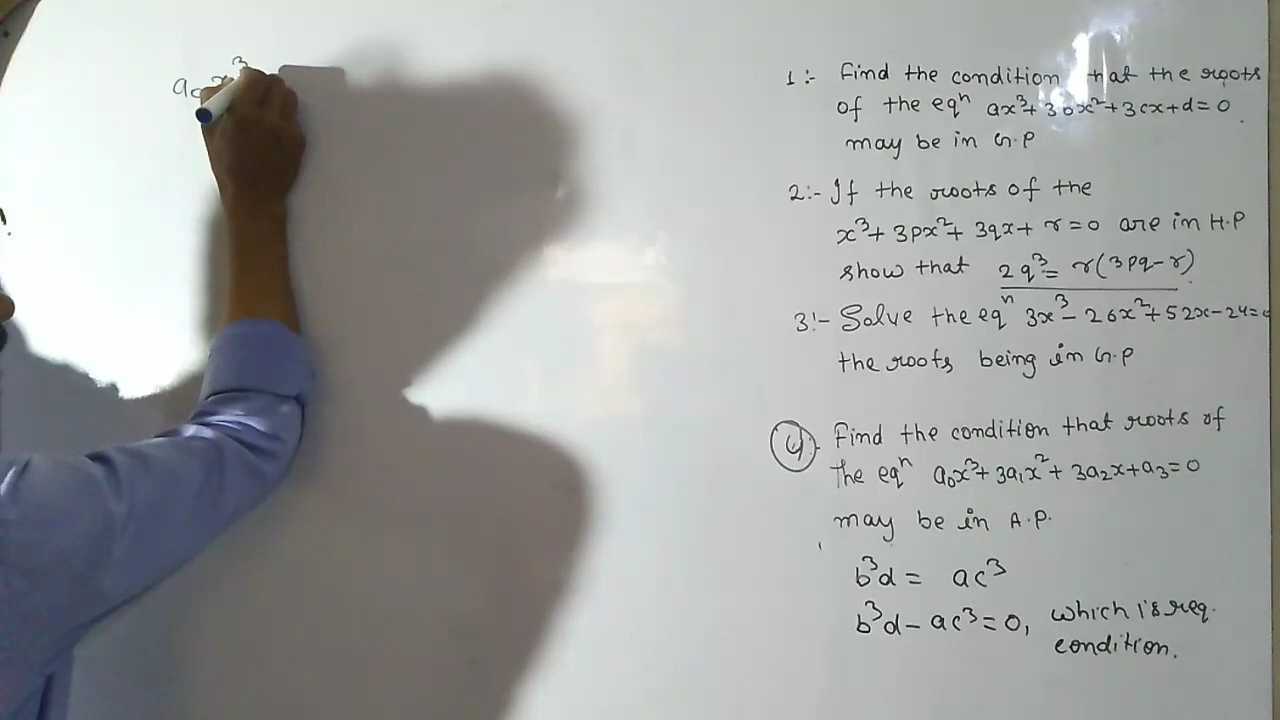 a₀ x³
1:- Find the condition that the roots
of the eqⁿ ax³+3bx²+3cx+d=0
may be in G.P
2:- If the roots of the
x³+3px²+3qx+r=0 are in H.P
show that 2q³=r(3pq-r)
3:- Solve the eqⁿ 3x³-26x²+52x-24=0
the roots being in G.P
4. Find the condition that roots of
the eqⁿ a₀x³+3a₁x²+3a₂x+a₃=0
may be in A.P.
b³d = ac³
b³d-ac³=0, which is req.
condition.